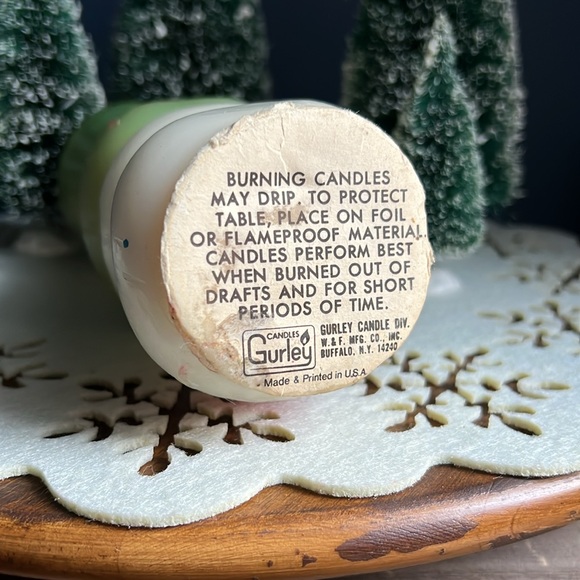 BURNING CANDLES
MAY DRIP. TO PROTECT
TABLE, PLACE ON FOIL
OR FLAMEPROOF MATERIAL.
CANDLES PERFORM BEST
WHEN BURNED OUT OF
DRAFTS AND FOR SHORT
PERIODS OF TIME.
CANDLES
Gurley
GURLEY CANDLE DIV.
W. & F. MFG. CO., INC.
BUFFALO, N.Y. 14240
Made & Printed in U.S.A.